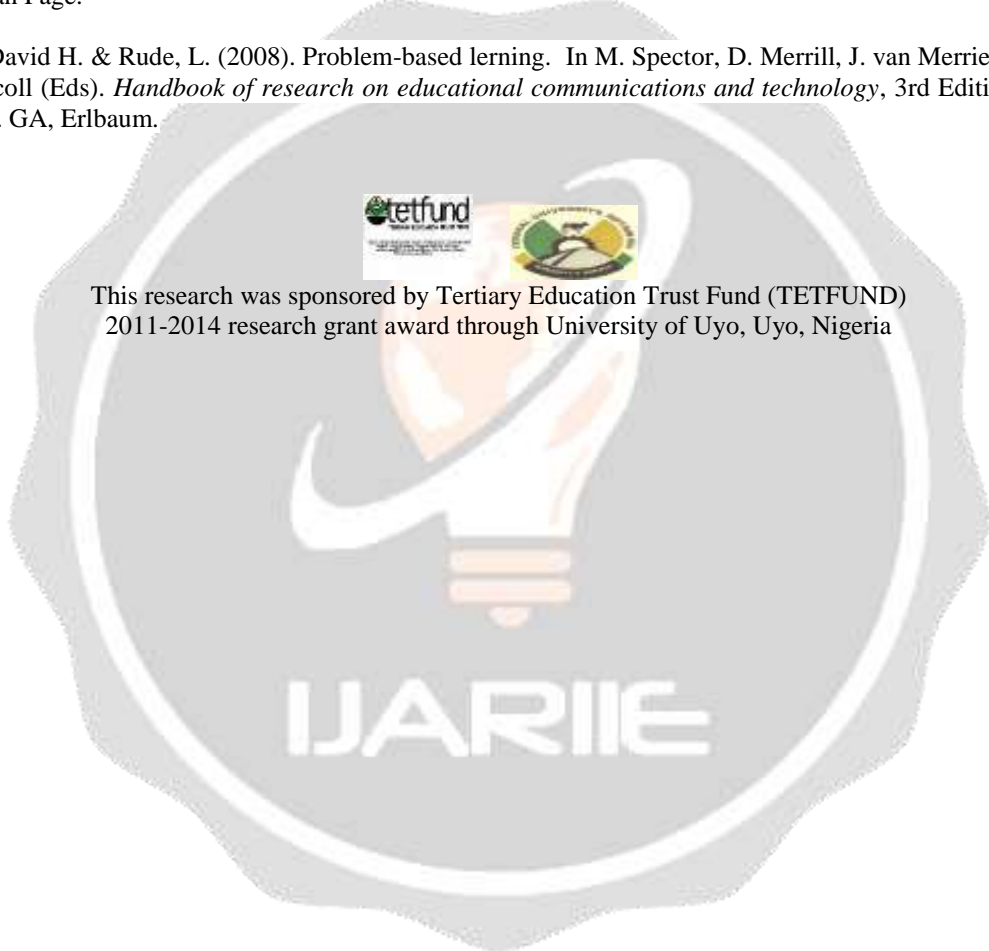 an Page.
David H. & Rude, L. (2008). Problem-based lerning. In M. Spector, D. Merrill, J. van Merrie
coll (Eds). Handbook of research on educational communications and technology, 3rd Editi
. GA, Erlbaum.
tetfund
This research was sponsored by Tertiary Education Trust Fund (TETFUND)
2011-2014 research grant award through University of Uyo, Uyo, Nigeria
IJARIIE